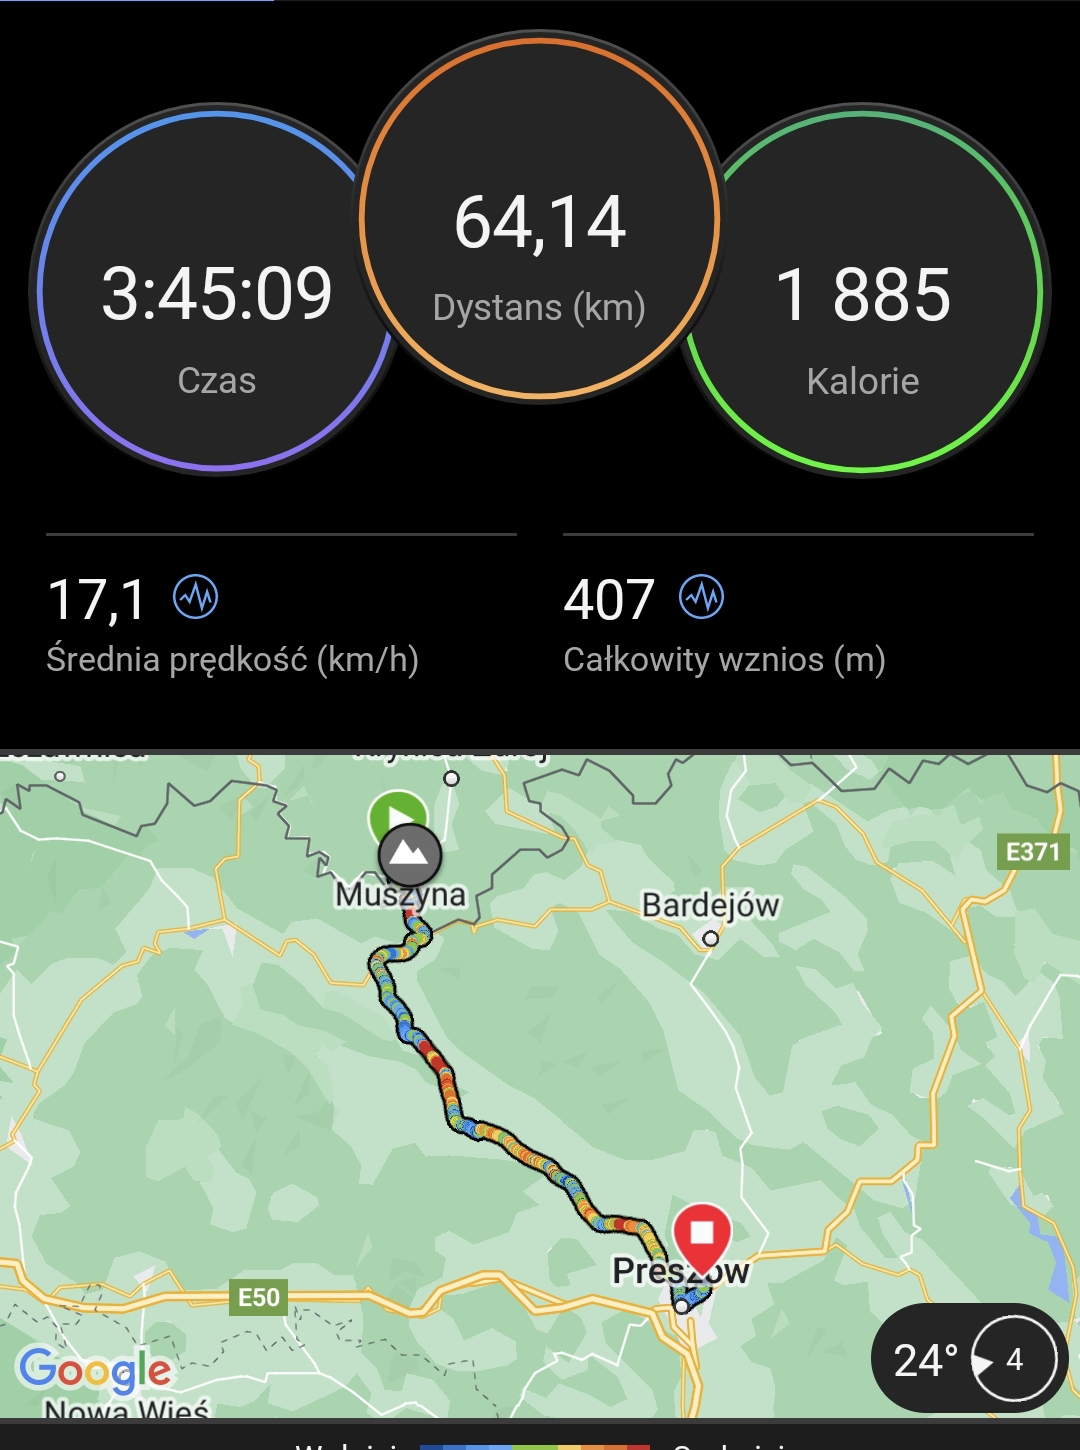 64,14
Dystans (km)
3:45:09
Czas
1 885
Kalorie
17,1
Średnia prędkość (km/h)
407
Całkowity wznios (m)
E371
Muszyna
Bardejów
Preszów
E50
24°
4
Google
Nowa Wieś